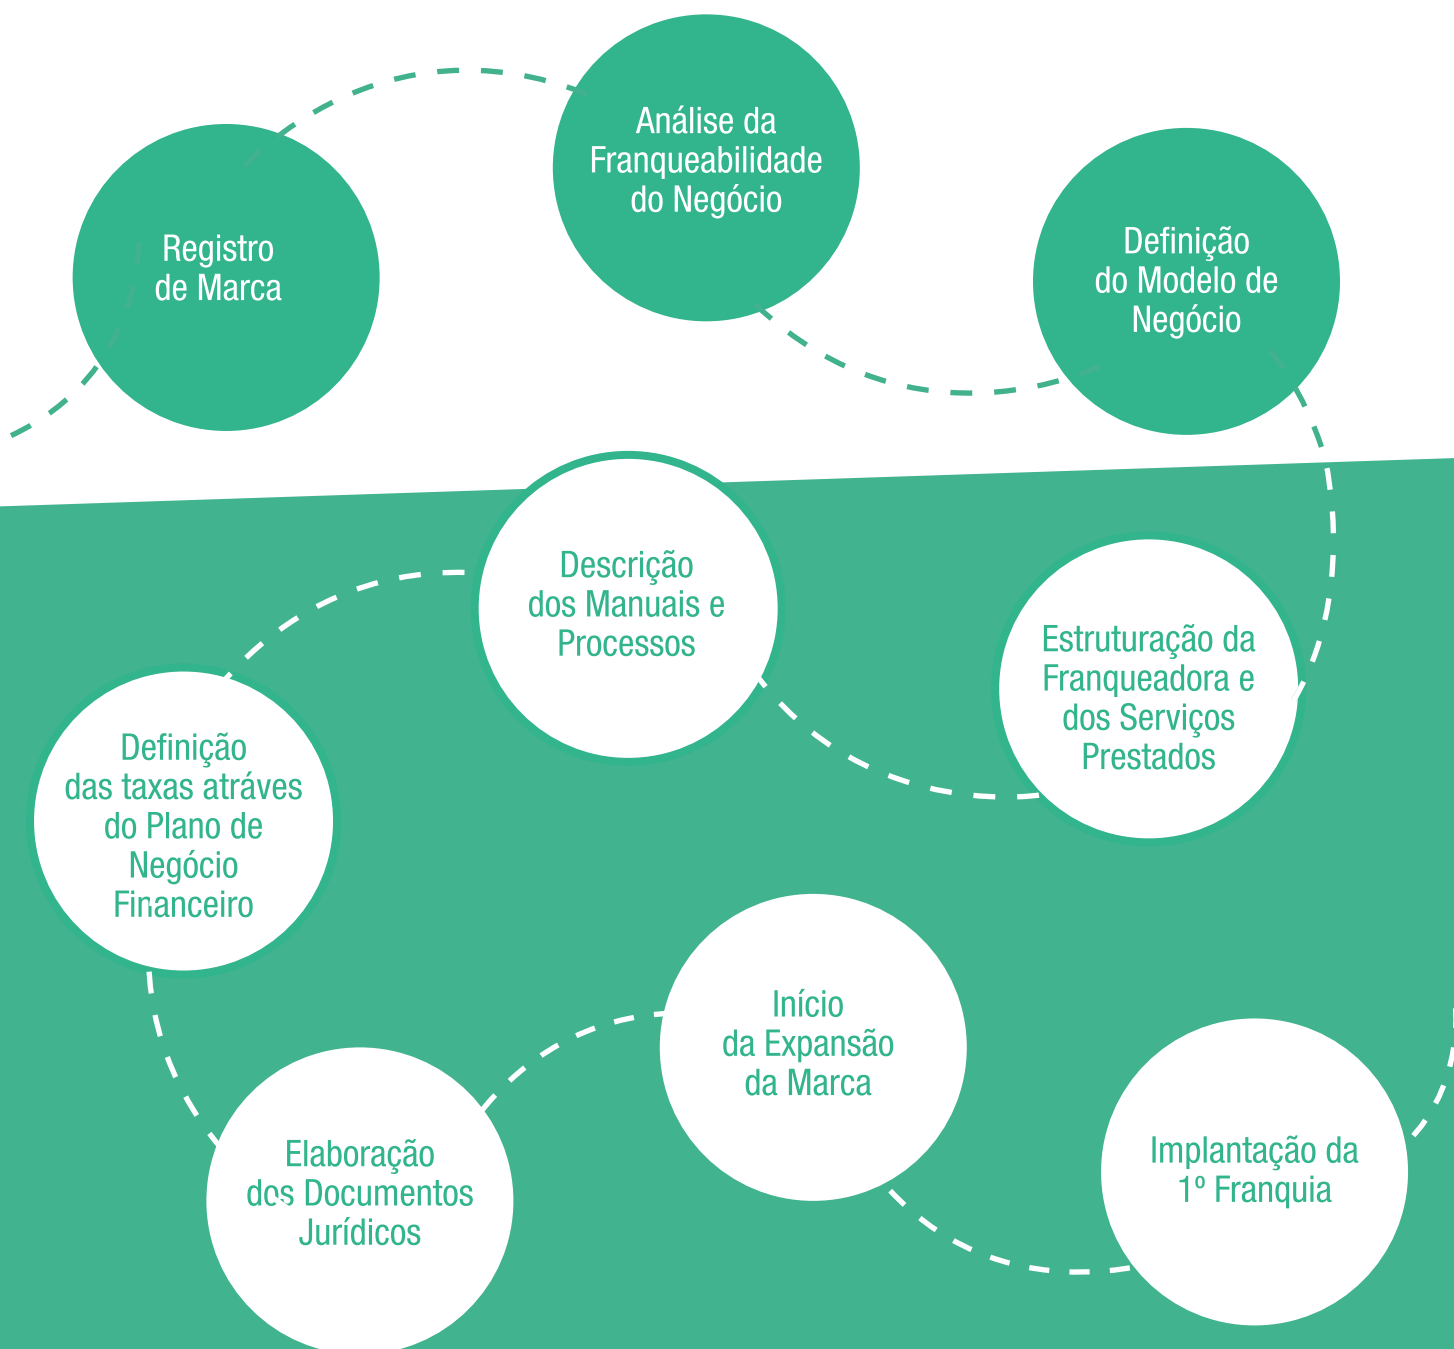 Registro
de Marca
Análise da
Franqueabilidade
do Negócio
Definição
do Modelo de
Negócio
Estruturação da
Franqueadora e
dos Serviços
Prestados
Descrição
dos Manuais e
Processos
Definição
das taxas atráves
do Plano de
Negócio
Financeiro
Elaboração
dos Documentos
Jurídicos
Início
da Expansão
da Marca
Implantação da
1º Franquia